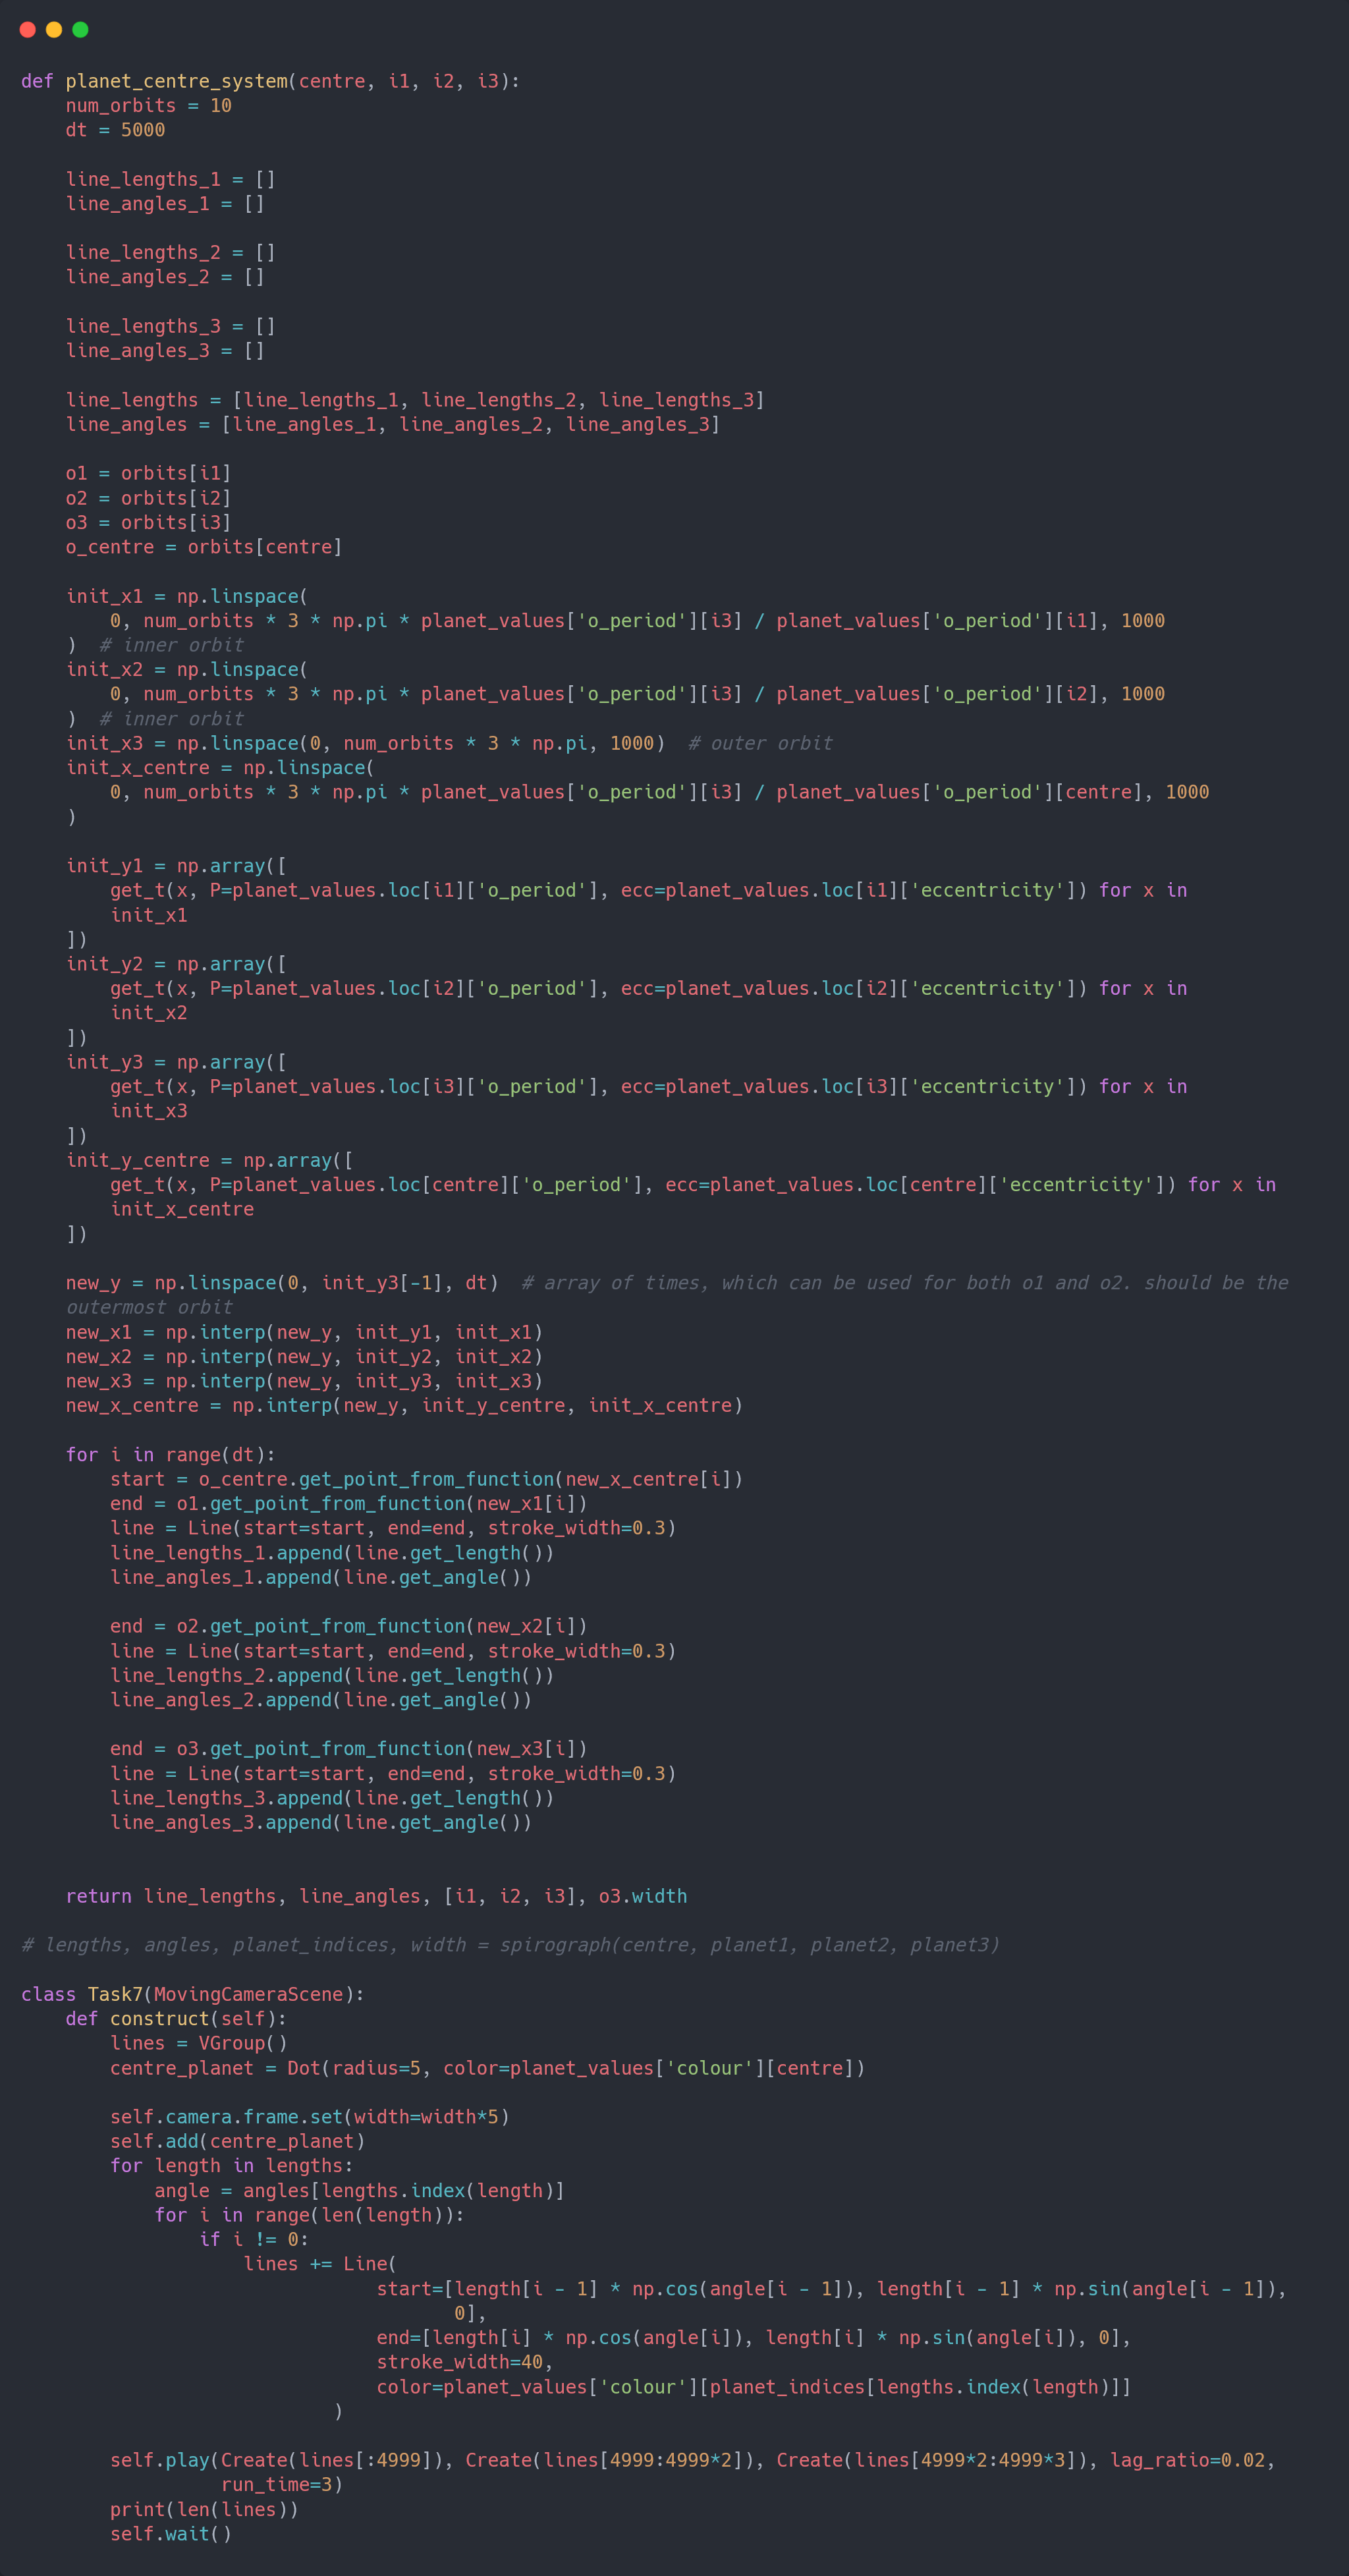 def planet_centre_system(centre, i1, i2, i3):
    num_orbits = 10
    dt = 5000

    line_lengths_1 = []
    line_angles_1 = []

    line_lengths_2 = []
    line_angles_2 = []

    line_lengths_3 = []
    line_angles_3 = []

    line_lengths = [line_lengths_1, line_lengths_2, line_lengths_3]
    line_angles = [line_angles_1, line_angles_2, line_angles_3]

    o1 = orbits[i1]
    o2 = orbits[i2]
    o3 = orbits[i3]
    o_centre = orbits[centre]

    init_x1 = np.linspace(
        0, num_orbits * 3 * np.pi * planet_values['o_period'][i3] / planet_values['o_period'][i1], 1000
    )  # inner orbit
    init_x2 = np.linspace(
        0, num_orbits * 3 * np.pi * planet_values['o_period'][i3] / planet_values['o_period'][i2], 1000
    )  # inner orbit
    init_x3 = np.linspace(0, num_orbits * 3 * np.pi, 1000)  # outer orbit
    init_x_centre = np.linspace(
        0, num_orbits * 3 * np.pi * planet_values['o_period'][i3] / planet_values['o_period'][centre], 1000
    )

    init_y1 = np.array([
        get_t(x, P=planet_values.loc[i1]['o_period'], ecc=planet_values.loc[i1]['eccentricity']) for x in
        init_x1
    ])
    init_y2 = np.array([
        get_t(x, P=planet_values.loc[i2]['o_period'], ecc=planet_values.loc[i2]['eccentricity']) for x in
        init_x2
    ])
    init_y3 = np.array([
        get_t(x, P=planet_values.loc[i3]['o_period'], ecc=planet_values.loc[i3]['eccentricity']) for x in
        init_x3
    ])
    init_y_centre = np.array([
        get_t(x, P=planet_values.loc[centre]['o_period'], ecc=planet_values.loc[centre]['eccentricity']) for x in
        init_x_centre
    ])

    new_y = np.linspace(0, init_y3[-1], dt)  # array of times, which can be used for both o1 and o2. should be the
    outermost orbit
    new_x1 = np.interp(new_y, init_y1, init_x1)
    new_x2 = np.interp(new_y, init_y2, init_x2)
    new_x3 = np.interp(new_y, init_y3, init_x3)
    new_x_centre = np.interp(new_y, init_y_centre, init_x_centre)

    for i in range(dt):
        start = o_centre.get_point_from_function(new_x_centre[i])
        end = o1.get_point_from_function(new_x1[i])
        line = Line(start=start, end=end, stroke_width=0.3)
        line_lengths_1.append(line.get_length())
        line_angles_1.append(line.get_angle())

        end = o2.get_point_from_function(new_x2[i])
        line = Line(start=start, end=end, stroke_width=0.3)
        line_lengths_2.append(line.get_length())
        line_angles_2.append(line.get_angle())

        end = o3.get_point_from_function(new_x3[i])
        line = Line(start=start, end=end, stroke_width=0.3)
        line_lengths_3.append(line.get_length())
        line_angles_3.append(line.get_angle())


    return line_lengths, line_angles, [i1, i2, i3], o3.width

# lengths, angles, planet_indices, width = spirograph(centre, planet1, planet2, planet3)

class Task7(MovingCameraScene):
    def construct(self):
        lines = VGroup()
        centre_planet = Dot(radius=5, color=planet_values['colour'][centre])

        self.camera.frame.set(width=width*5)
        self.add(centre_planet)
        for length in lengths:
            angle = angles[lengths.index(length)]
            for i in range(len(length)):
                if i != 0:
                    lines += Line(
                                start=[length[i - 1] * np.cos(angle[i - 1]), length[i - 1] * np.sin(angle[i - 1]),
                                       0],
                                end=[length[i] * np.cos(angle[i]), length[i] * np.sin(angle[i]), 0],
                                stroke_width=40,
                                color=planet_values['colour'][planet_indices[lengths.index(length)]]
                            )

        self.play(Create(lines[:4999]), Create(lines[4999:4999*2]), Create(lines[4999*2:4999*3]), lag_ratio=0.02,
                  run_time=3)
        print(len(lines))
        self.wait()